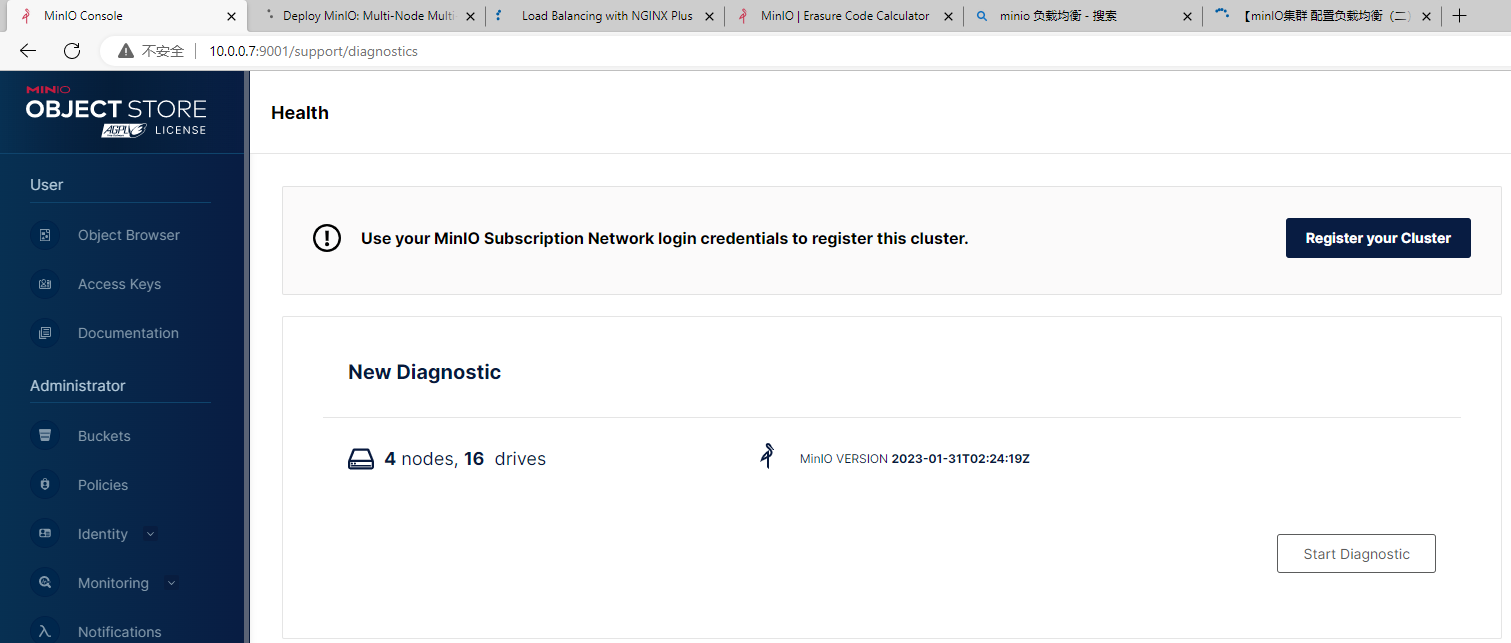 MinIO Console
Deploy MinIO: Multi-Node Multi-
Load Balancing with NGINX Plus
MinIO | Erasure Code Calculator
minio 负载均衡 - 搜索
【minIO集群 配置负载均衡（二）
不安全
10.0.0.7:9001/support/diagnostics
MINIO
OBJECT STORE
AGPLv3 LICENSE
Health
User
Object Browser
Access Keys
Documentation
Administrator
Buckets
Policies
Identity
Monitoring
Notifications
Use your MinIO Subscription Network login credentials to register this cluster.
Register your Cluster
New Diagnostic
4 nodes, 16 drives
MinIO VERSION 2023-01-31T02:24:19Z
Start Diagnostic